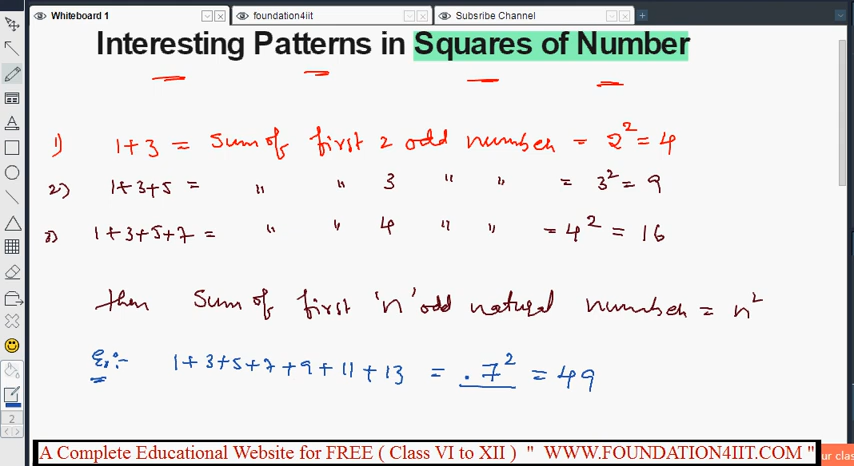 Whiteboard 1 foundation4iit Subsribe Channel
Interesting Patterns in Squares of Number
1) 1+3 = Sum of first 2 odd number = 2² = 4
2) 1+3+5 = " " 3 " " = 3² = 9
3) 1+3+5+7 = " " 4 " " = 4² = 16
then Sum of first 'n' odd natural number = n²
Ex:- 1+3+5+7+9+11+13 = .7² = 49
2
A Complete Educational Website for FREE ( Class VI to XII ) " WWW.FOUNDATION4IIT.COM "
ur clas